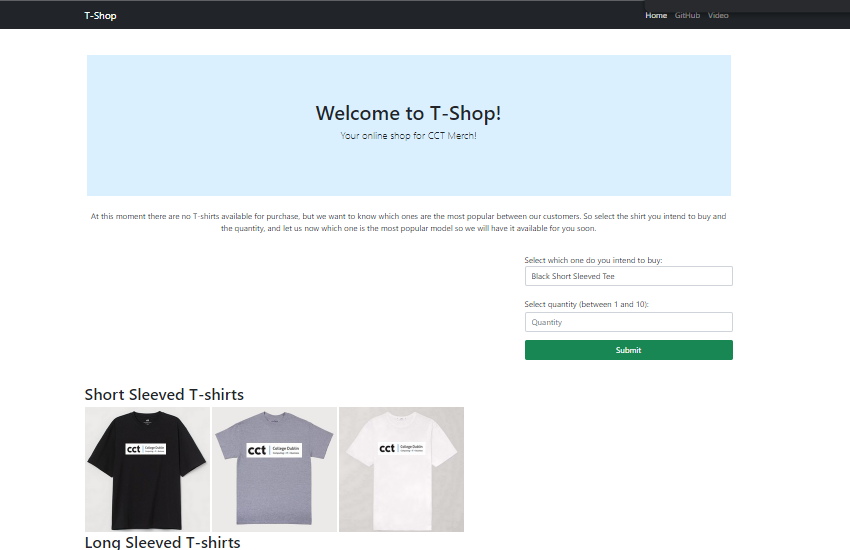 T-Shop
Home GitHub Video
Welcome to T-Shop!
Your online shop for CCT Merch!
At this moment there are no T-shirts available for purchase, but we want to know which ones are the most popular between our customers. So select the shirt you intend to buy and
the quantity, and let us now which one is the most popular model so we will have it available for you soon.
Select which one do you intend to buy:
Black Short Sleeved Tee
Select quantity (between 1 and 10):
Quantity
Submit
Short Sleeved T-shirts
cct College Dublin
cct College Dublin
cct College Dublin
Long Sleeved T-shirts